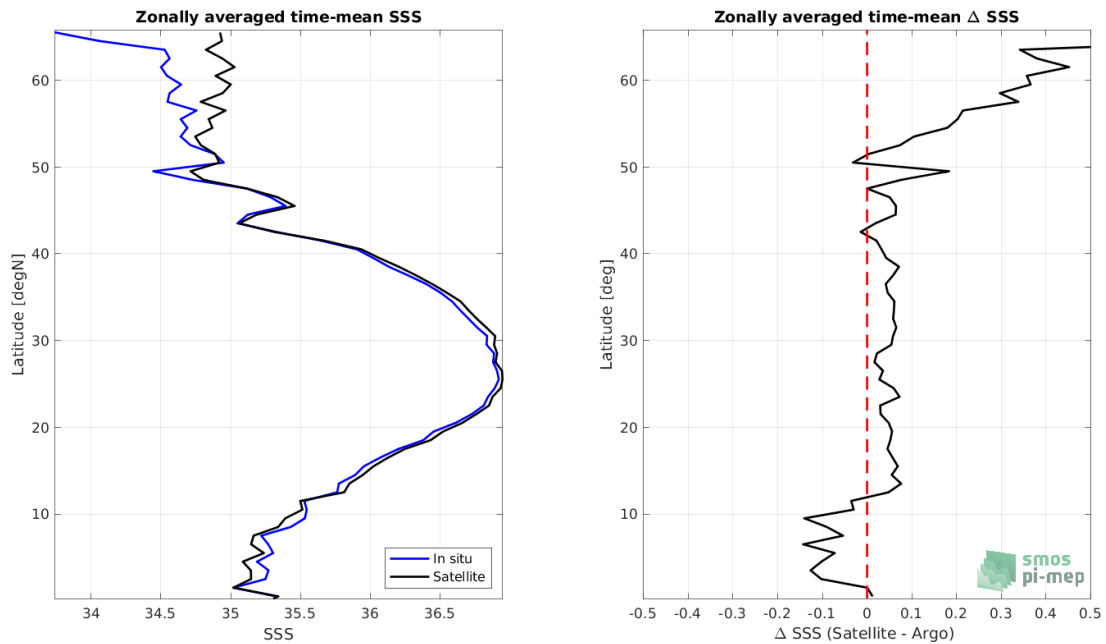 Zonally averaged time-mean SSS
60
50
40
30
20
10
Latitude [degN]
34
34.5
35
35.5
36
36.5
SSS
In situ
Satellite
Zonally averaged time-mean Δ SSS
60
50
40
30
20
10
Latitude [deg]
-0.5
-0.4
-0.3
-0.2
-0.1
0
0.1
0.2
0.3
0.4
0.5
Δ SSS (Satellite - Argo)
smos
pi-mep